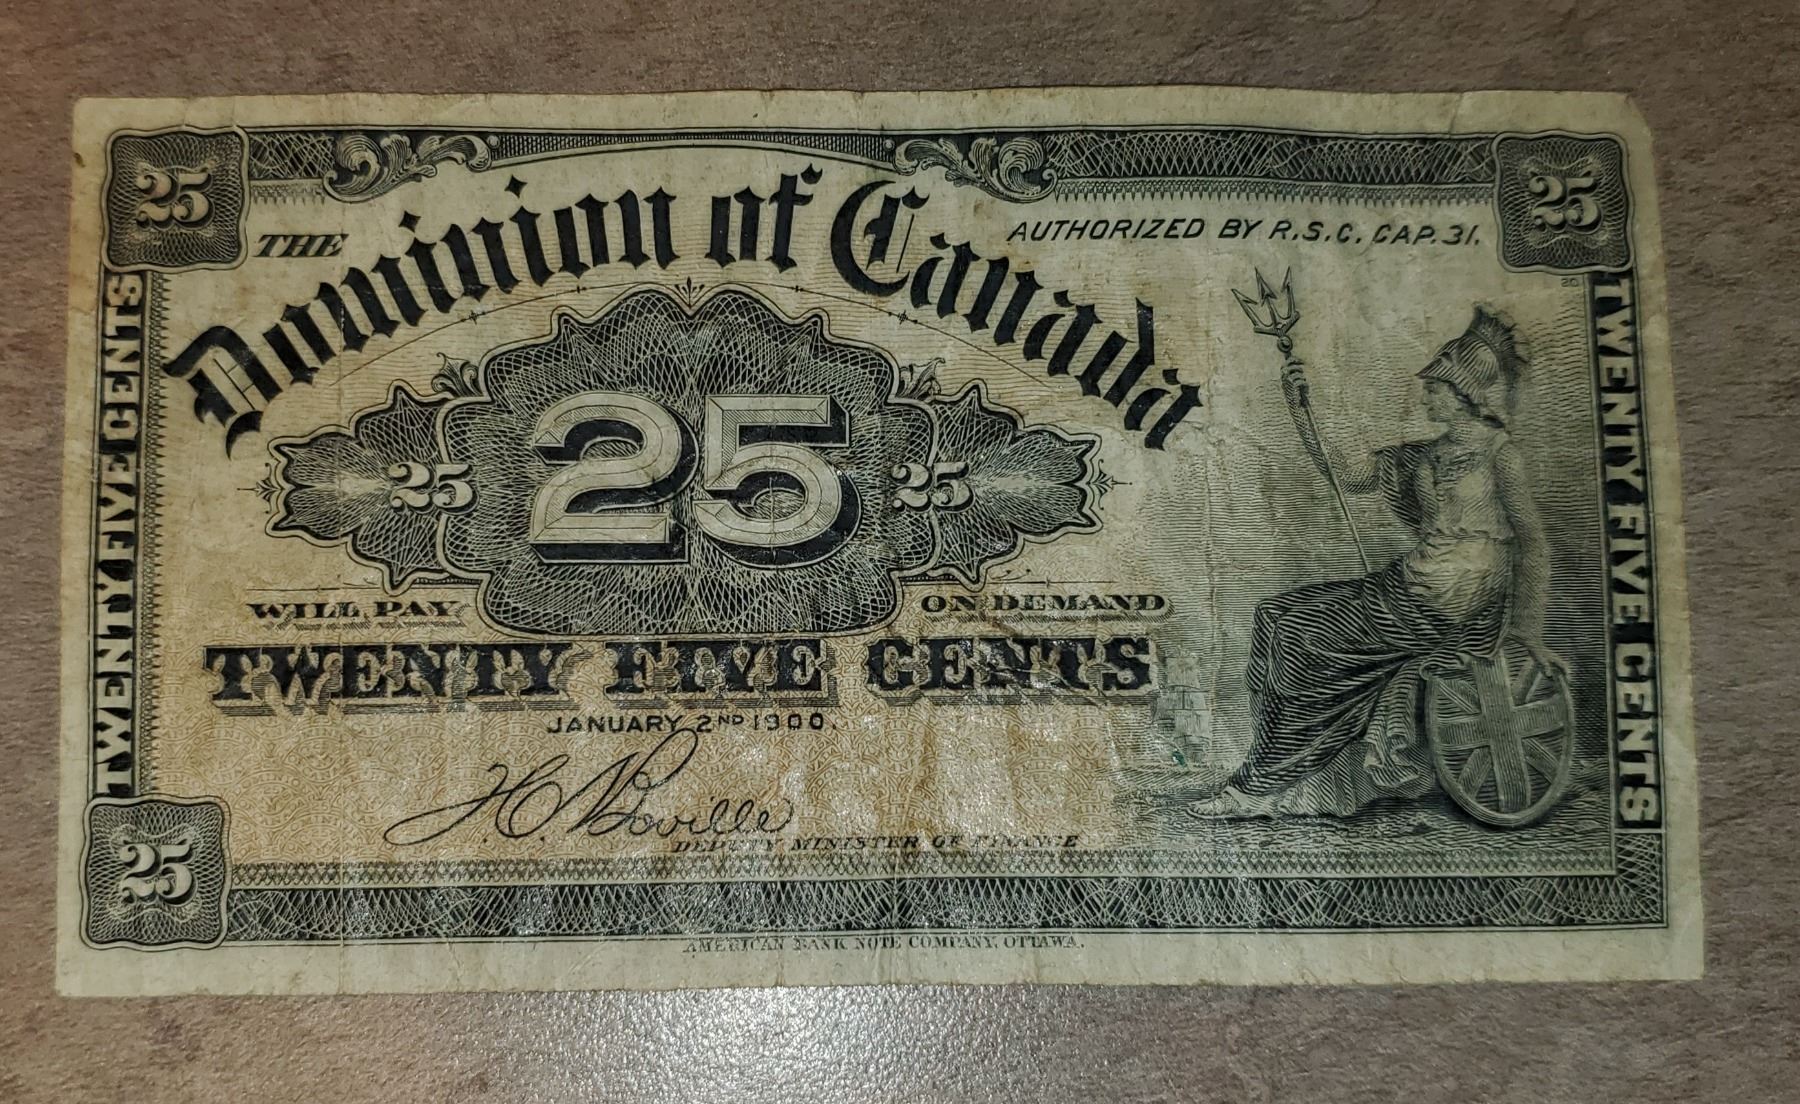 25
25
THE
Dominion of Canada
AUTHORIZED BY R.S.C. CAP. 31.
20
TWENTY FIVE CENTS
TWENTY FIVE CENTS
25
25
25
WILL PAY
ON DEMAND
TWENTY FIVE CENTS
JANUARY 2ND 1900.
H C N Boville
DEPUTY MINISTER OF FINANCE
25
AMERICAN BANK NOTE COMPANY, OTTAWA.